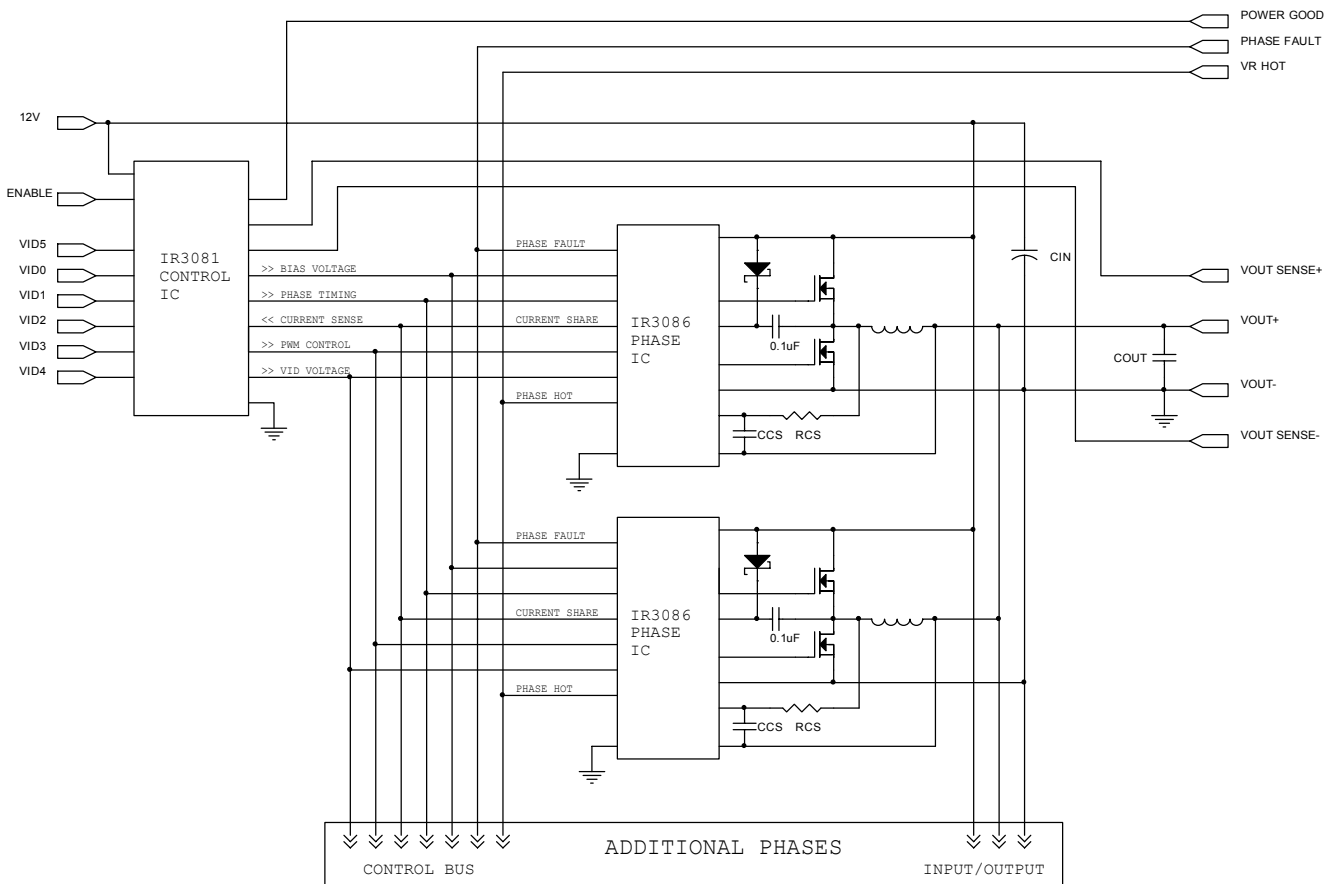 POWER GOOD
PHASE FAULT
VR HOT
12V
ENABLE
VID5
VID0
VID1
VID2
VID3
VID4
IR3081
CONTROL
IC
>> BIAS VOLTAGE
>> PHASE TIMING
<< CURRENT SENSE
>> PWM CONTROL
>> VID VOLTAGE
PHASE FAULT
CURRENT SHARE
PHASE HOT
IR3086
PHASE
IC
0.1uF
CCS RCS
CIN
COUT
VOUT SENSE+
VOUT+
VOUT-
VOUT SENSE-
PHASE FAULT
CURRENT SHARE
PHASE HOT
IR3086
PHASE
IC
0.1uF
CCS RCS
ADDITIONAL PHASES
CONTROL BUS
INPUT/OUTPUT